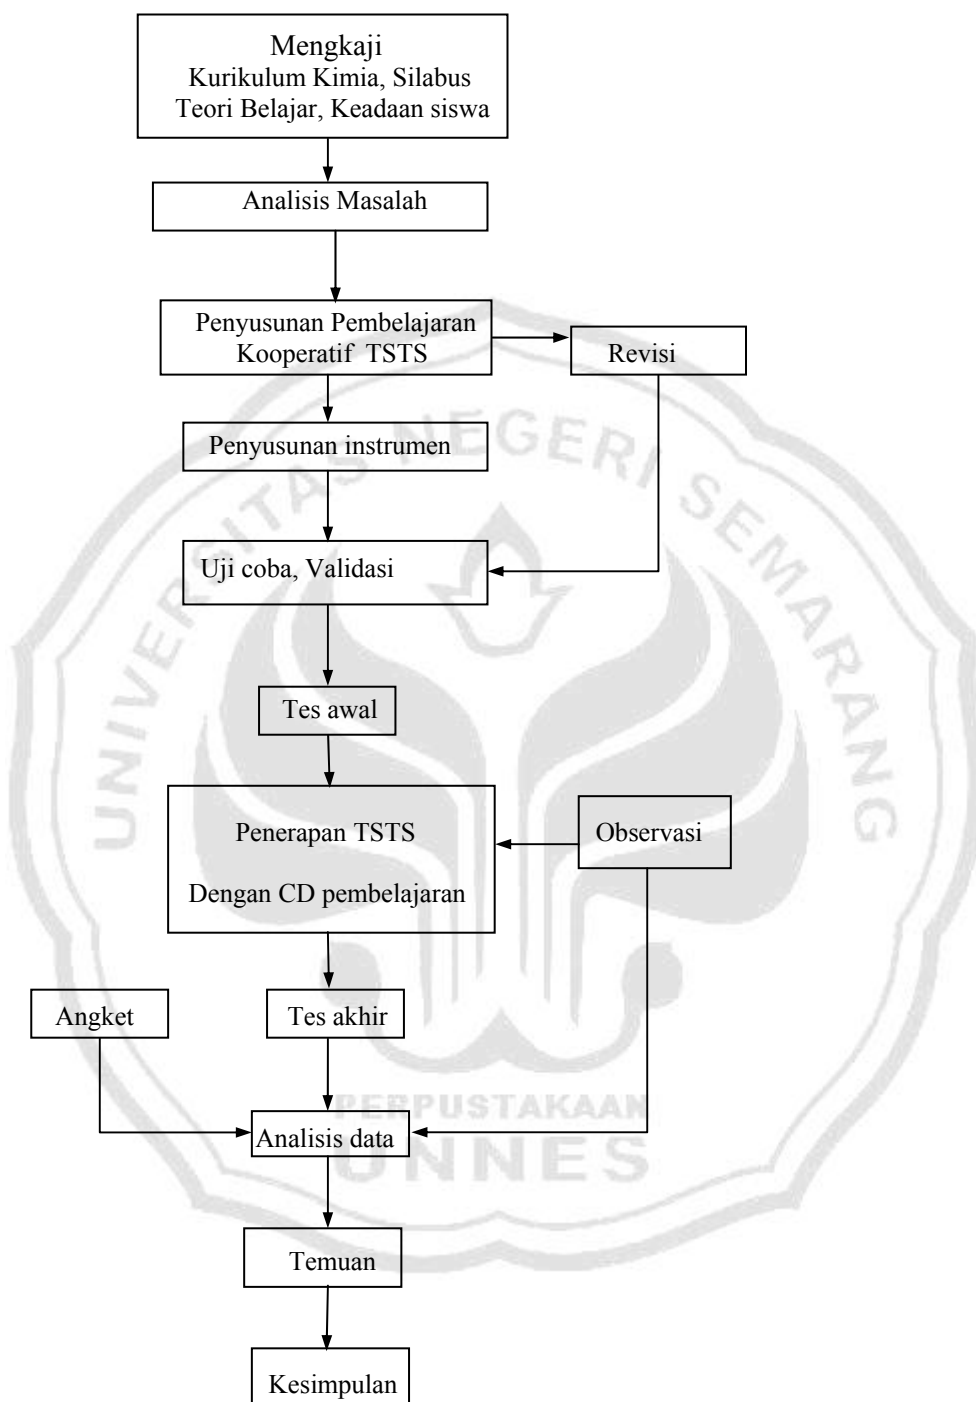 Mengkaji
Kurikulum Kimia, Silabus
Teori Belajar, Keadaan siswa
Analisis Masalah
Penyusunan Pembelajaran
Kooperatif TSTS
Revisi
Penyusunan instrumen
Uji coba, Validasi
Tes awal
Penerapan TSTS
Dengan CD pembelajaran
Observasi
Angket
Tes akhir
Analisis data
Temuan
Kesimpulan
UNIVERSITAS NEGERI SEMARANG
PERPUSTAKAAN
UNNES